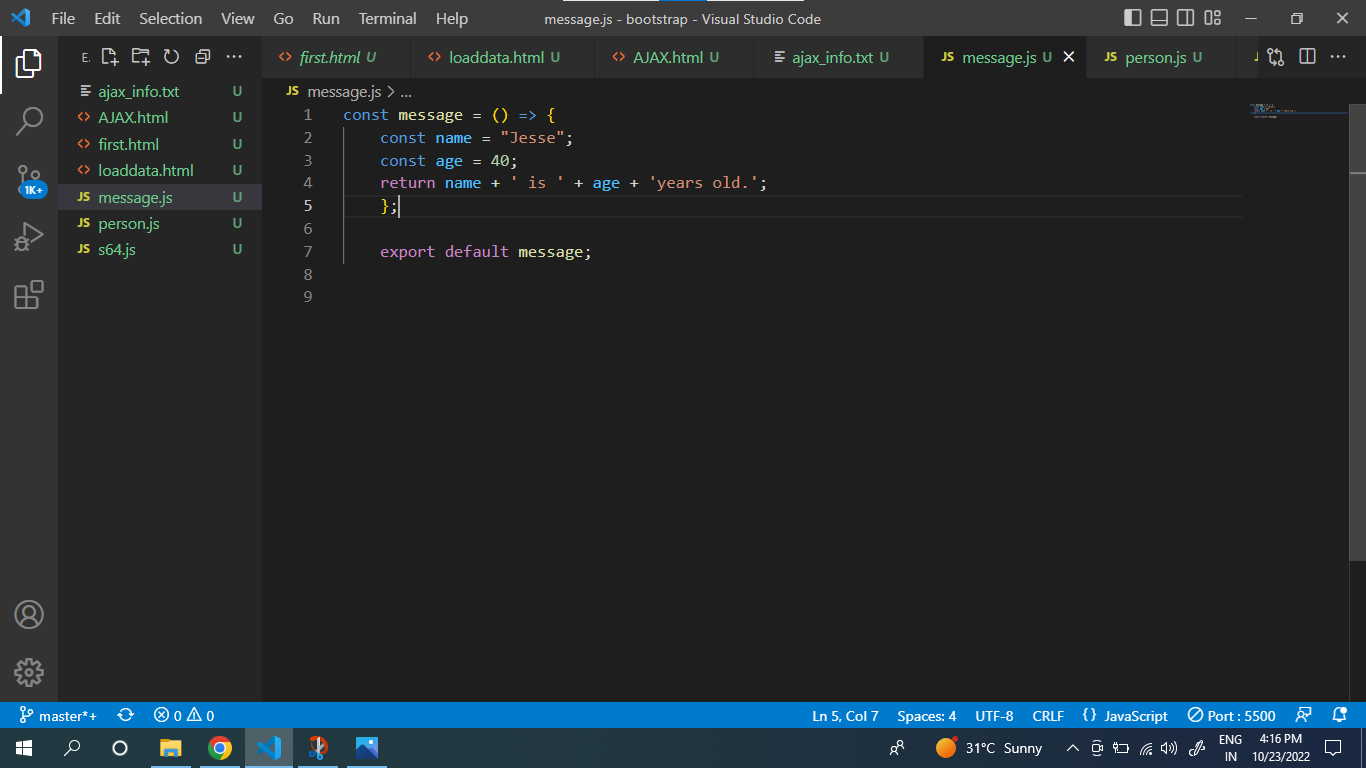 File Edit Selection View Go Run Terminal Help message.js - bootstrap - Visual Studio Code
E.
first.html U loaddata.html U AJAX.html U ajax_info.txt U JS message.js U JS person.js U
ajax_info.txt U
AJAX.html U
first.html U
loaddata.html U
JS message.js U
JS person.js U
JS s64.js U
1K+
JS message.js > ...
1 const message = () => {
2 const name = "Jesse";
3 const age = 40;
4 return name + ' is ' + age + 'years old.';
5 };
6
7 export default message;
8
9
master*+ 0 0 Ln 5, Col 7 Spaces: 4 UTF-8 CRLF {} JavaScript Port : 5500
31°C Sunny ENG 4:16 PM
IN 10/23/2022